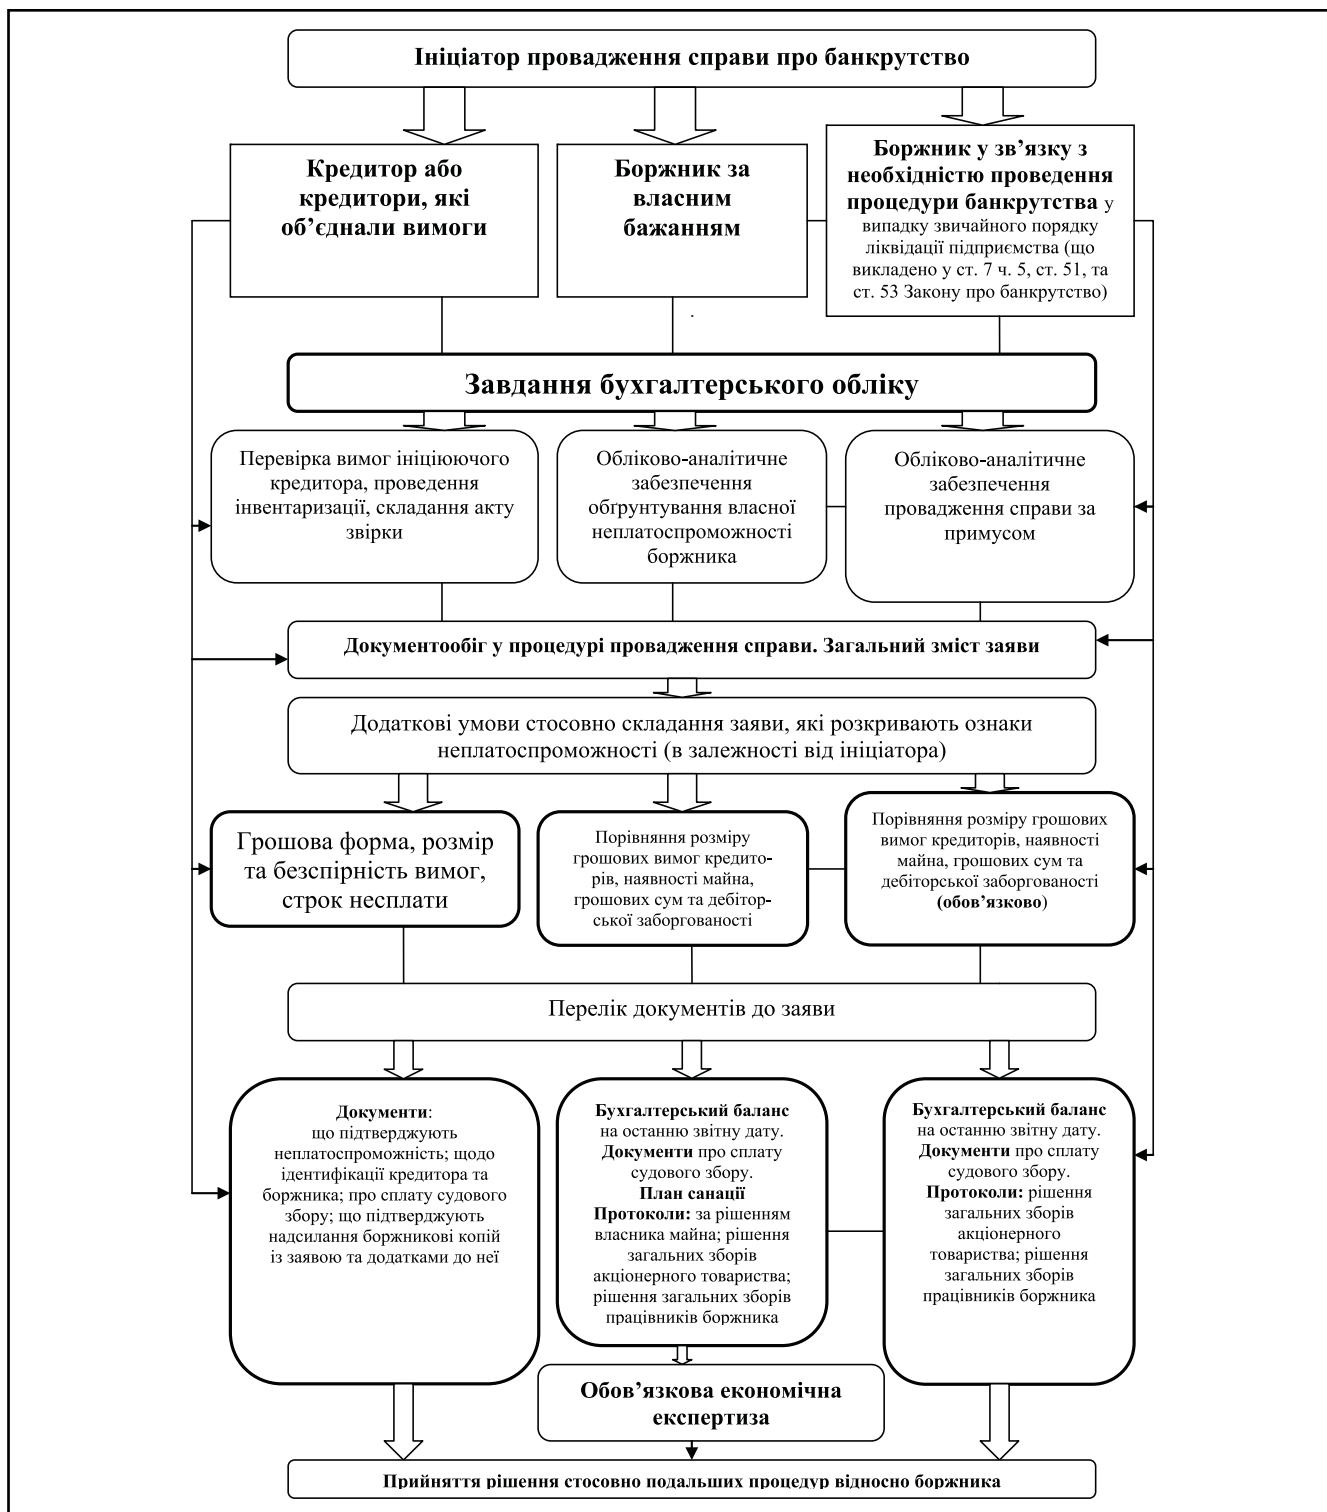 Ініціатор провадження справи про банкрутство
Кредитор або
кредитори, які
об’єднали вимоги
Боржник за
власним
бажанням
Боржник у зв’язку з
необхідністю проведення
процедури банкрутства у
випадку звичайного порядку
ліквідації підприємства (що
викладено у ст. 7 ч. 5, ст. 51, та
ст. 53 Закону про банкрутство)
Завдання бухгалтерського обліку
Перевірка вимог ініціюючого
кредитора, проведення
інвентаризації, складання акту
звірки
Обліково-аналітичне
забезпечення
обґрунтування власної
неплатоспроможності
боржника
Обліково-аналітичне
забезпечення
провадження справи за
примусом
Документообіг у процедурі провадження справи. Загальний зміст заяви
Додаткові умови стосовно складання заяви, які розкривають ознаки
неплатоспроможності (в залежності від ініціатора)
Грошова форма, розмір
та безспірність вимог,
строк несплати
Порівняння розміру
грошових вимог кредито-
рів, наявності майна,
грошових сум та дебітор-
ської заборгованості
Порівняння розміру грошових
вимог кредиторів, наявності
майна, грошових сум та
дебіторської заборгованості
(обов’язково)
Перелік документів до заяви
Документи:
що підтверджують
неплатоспроможність; щодо
ідентифікації кредитора та
боржника; про сплату судового
збору; що підтверджують
надсилання боржникові копій
із заявою та додатками до неї
Бухгалтерський баланс
на останню звітну дату.
Документи про сплату
судового збору.
План санації
Протоколи: за рішенням
власника майна; рішення
загальних зборів
акціонерного товариства;
рішення загальних зборів
працівників боржника
Бухгалтерський баланс
на останню звітну дату.
Документи про сплату
судового збору.
Протоколи: рішення
загальних зборів
акціонерного
товариства; рішення
загальних зборів
працівників боржника
Обов’язкова економічна
експертиза
Прийняття рішення стосовно подальших процедур відносно боржника